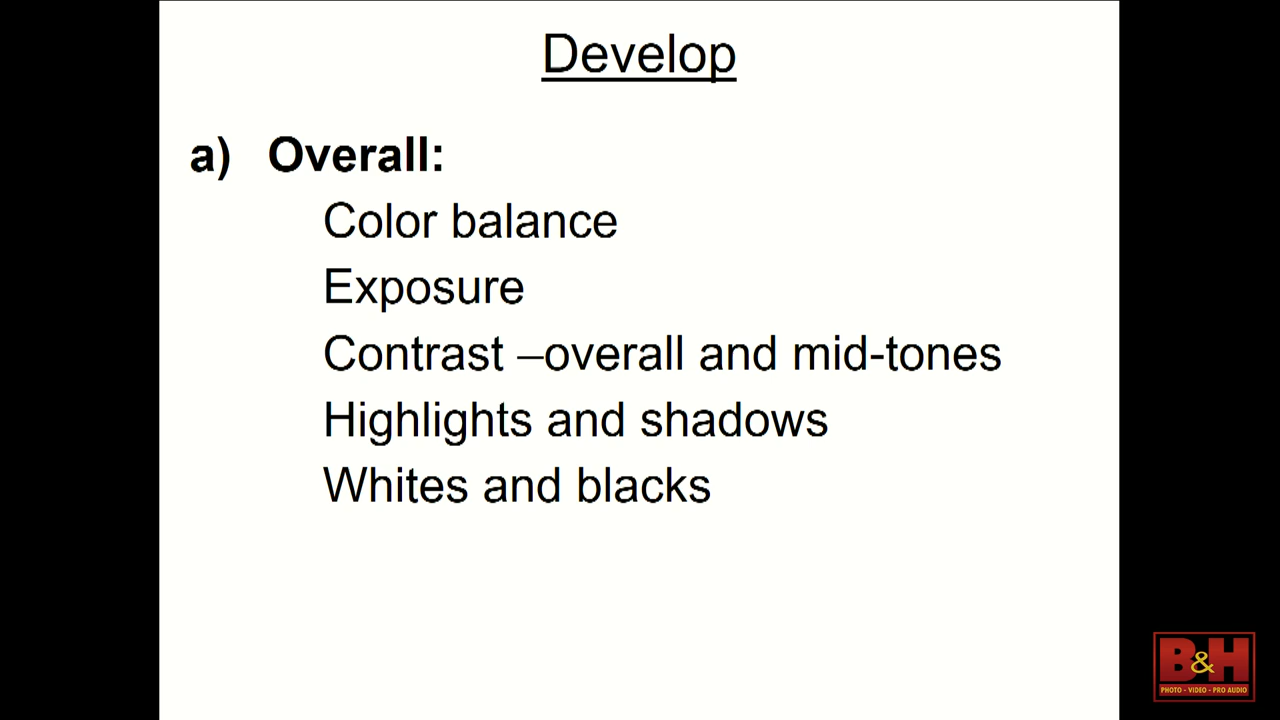 Develop
a) Overall:
Color balance
Exposure
Contrast –overall and mid-tones
Highlights and shadows
Whites and blacks
B&H
PHOTO - VIDEO - PRO AUDIO